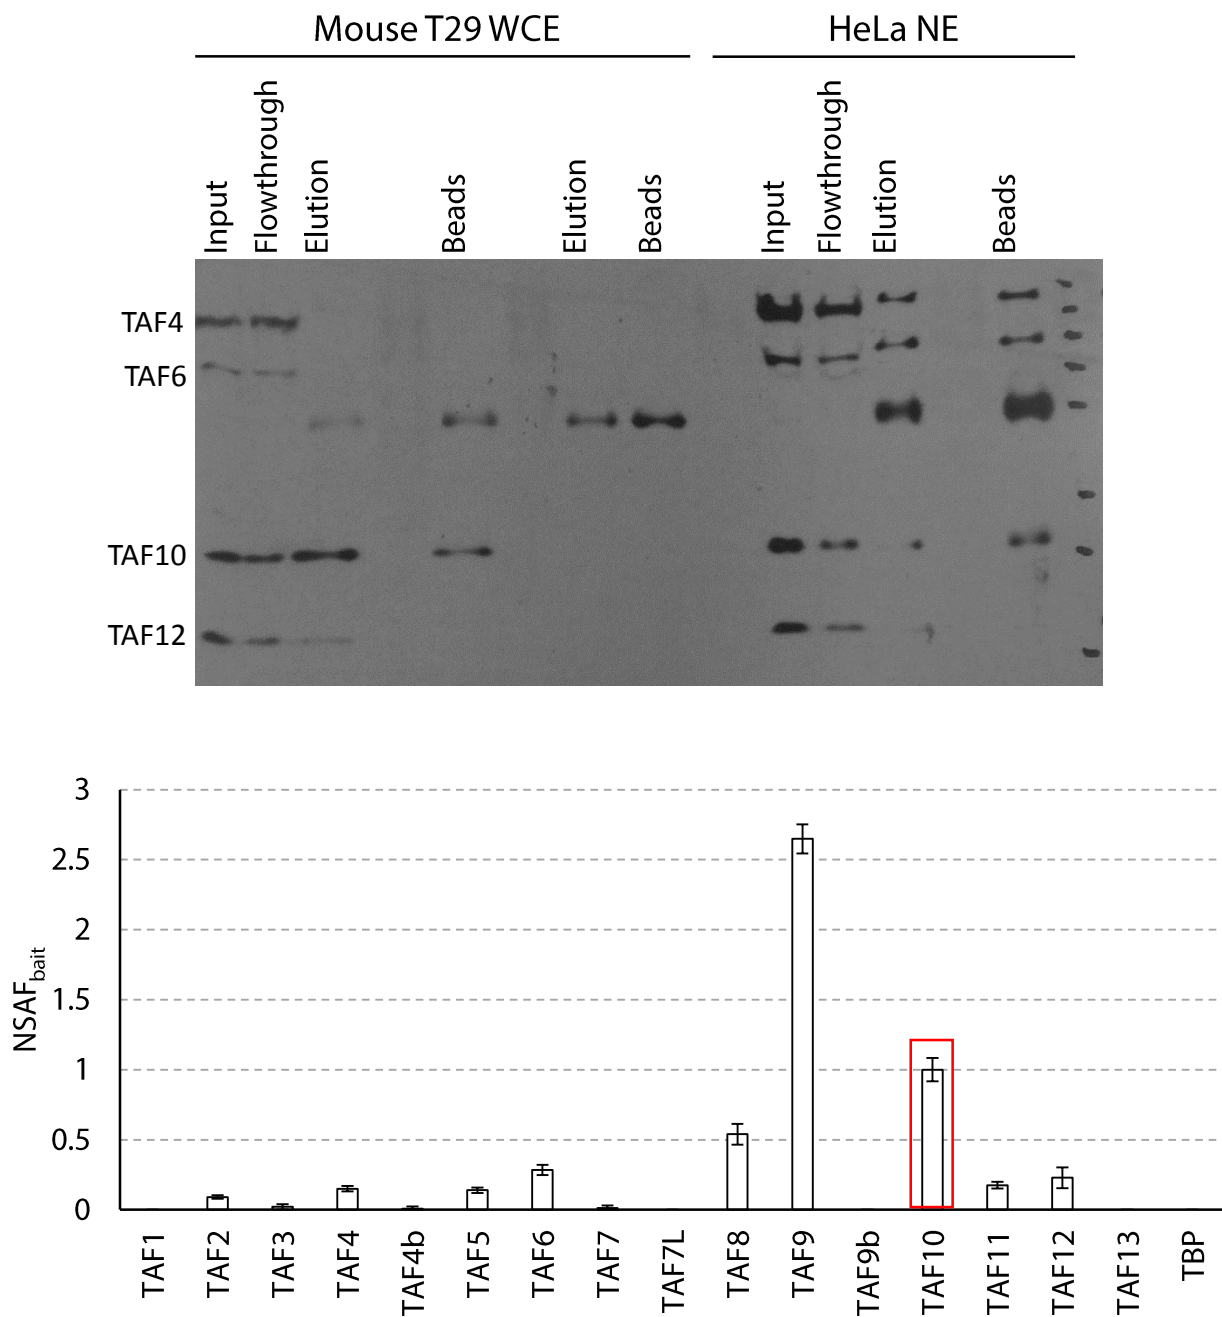 Mouse T29 WCE
HeLa NE
Input
Flowthrough
Elution
Beads
Elution
Beads
Input
Flowthrough
Elution
Beads
TAF4
TAF6
TAF10
TAF12
3
2.5
2
1.5
1
0.5
0
NSAFbait
TAF1
TAF2
TAF3
TAF4
TAF4b
TAF5
TAF6
TAF7
TAF7L
TAF8
TAF9
TAF9b
TAF10
TAF11
TAF12
TAF13
TBP